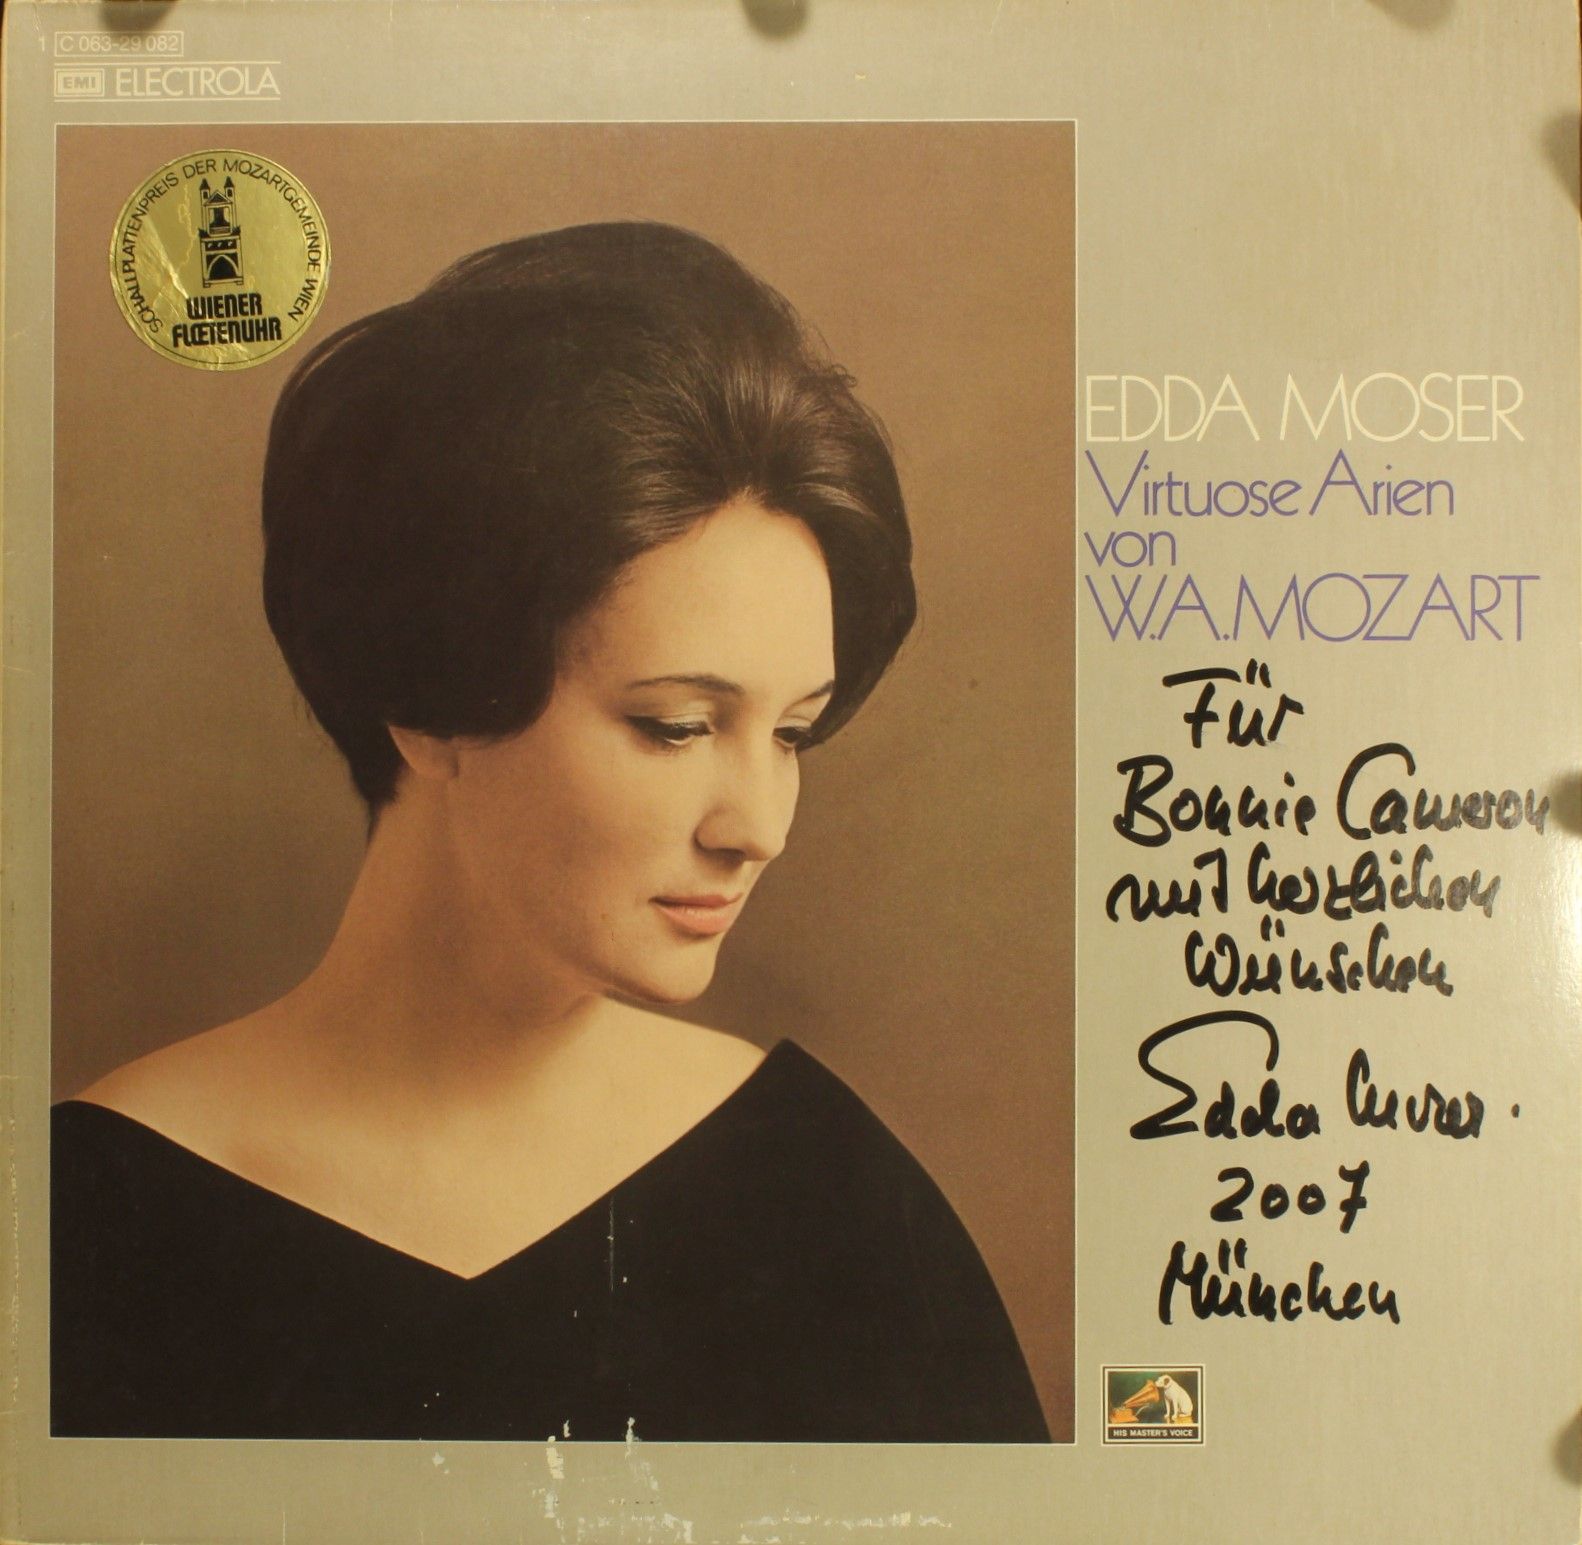 1 C 063-29 082
EMI ELECTROLA
SCHALLPLATTENPREIS DER MOZARTGEMEINDE WIEN
WIENER
FLŒTENUHR
EDDA MOSER
Virtuose Arien
von
W.A.MOZART
Für
Bonnie Cameron
mit herzlichen
Wünschen
Edda Moser.
2007
München
HIS MASTER'S VOICE